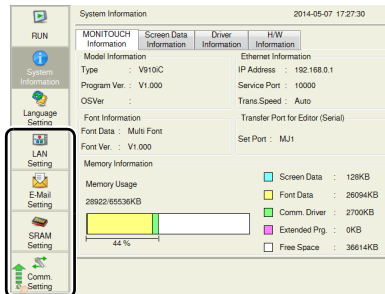 System Information
2014-05-07 17:27:30
RUN
System
Information
Language
Setting
LAN
Setting
E-Mail
Setting
SRAM
Setting
Comm.
Setting
MONITOUCH
Information
Screen Data
Information
Driver
Information
H/W
Information
Model Information
Type : V910iC
Program Ver. : V1.000
OSVer :
Ethernet Information
IP Address : 192.168.0.1
Service Port : 10000
Trans.Speed : Auto
Font Information
Font Data : Multi Font
Font Ver. : V1.000
Transfer Port for Editor (Serial)
Set Port : MJ1
Memory Information
Memory Usage
28922/65536KB
44 %
Screen Data : 128KB
Font Data : 26094KB
Comm. Driver : 2700KB
Extended Prg. : 0KB
Free Space : 36614KB